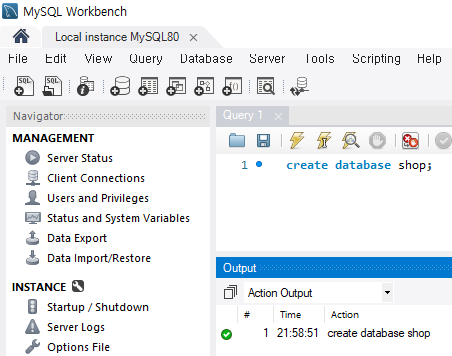 MySQL Workbench
Local instance MySQL80 ×
File Edit View Query Database Server Tools Scripting Help
SQL SQL
Navigator
Query 1 ×
MANAGEMENT
Server Status
Client Connections
Users and Privileges
Status and System Variables
Data Export
Data Import/Restore
INSTANCE
Startup / Shutdown
Server Logs
Options File
1 create database shop;
Output
Action Output
# Time Action
1 21:58:51 create database shop